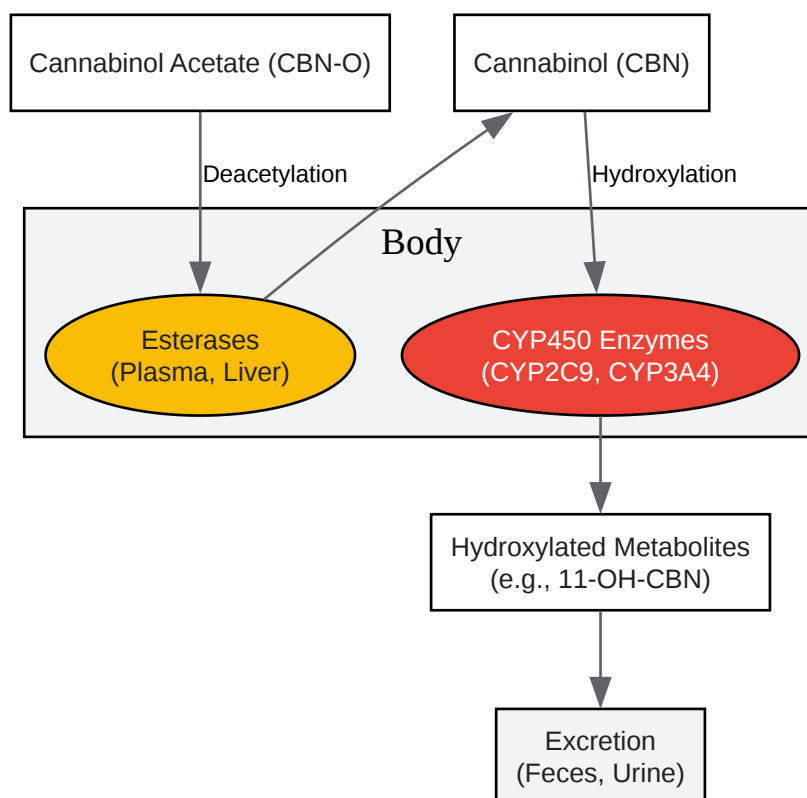 Cannabinol Acetate (CBN-O)
Cannabinol (CBN)
Deacetylation
Hydroxylation
Body
Esterases
(Plasma, Liver)
CYP450 Enzymes
(CYP2C9, CYP3A4)
Hydroxylated Metabolites
(e.g., 11-OH-CBN)
Excretion
(Feces, Urine)